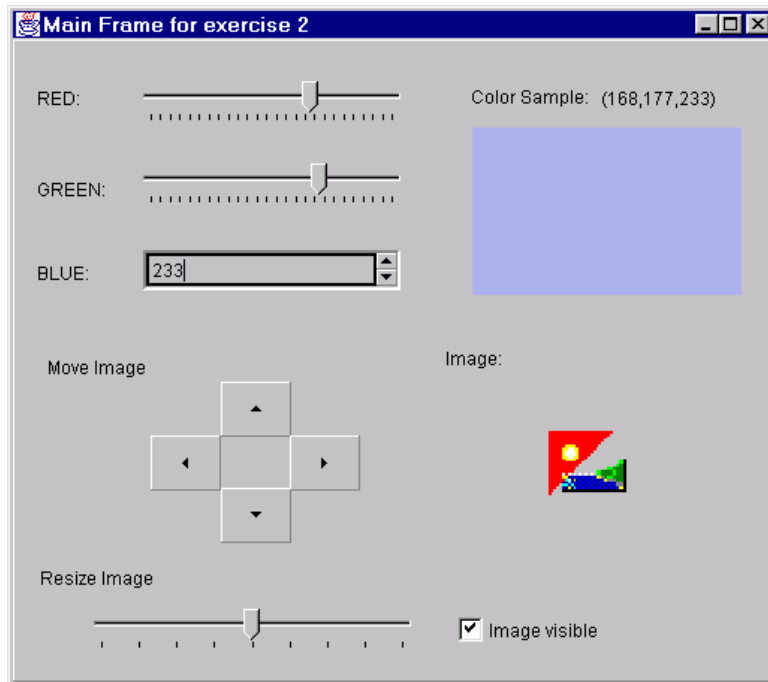 Main Frame for exercise 2
RED:
Color Sample: (168,177,233)
GREEN:
BLUE:
233
Move Image
Image:
Resize Image
Image visible